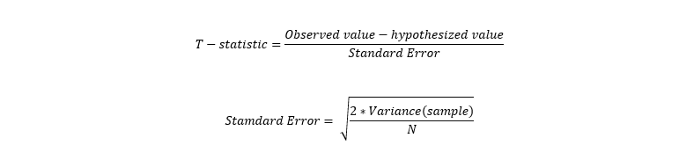 T − statistic = Observed value − hypothesized value / Standard Error
Stamdard Error = √(2 ∗ Variance(sample) / N)